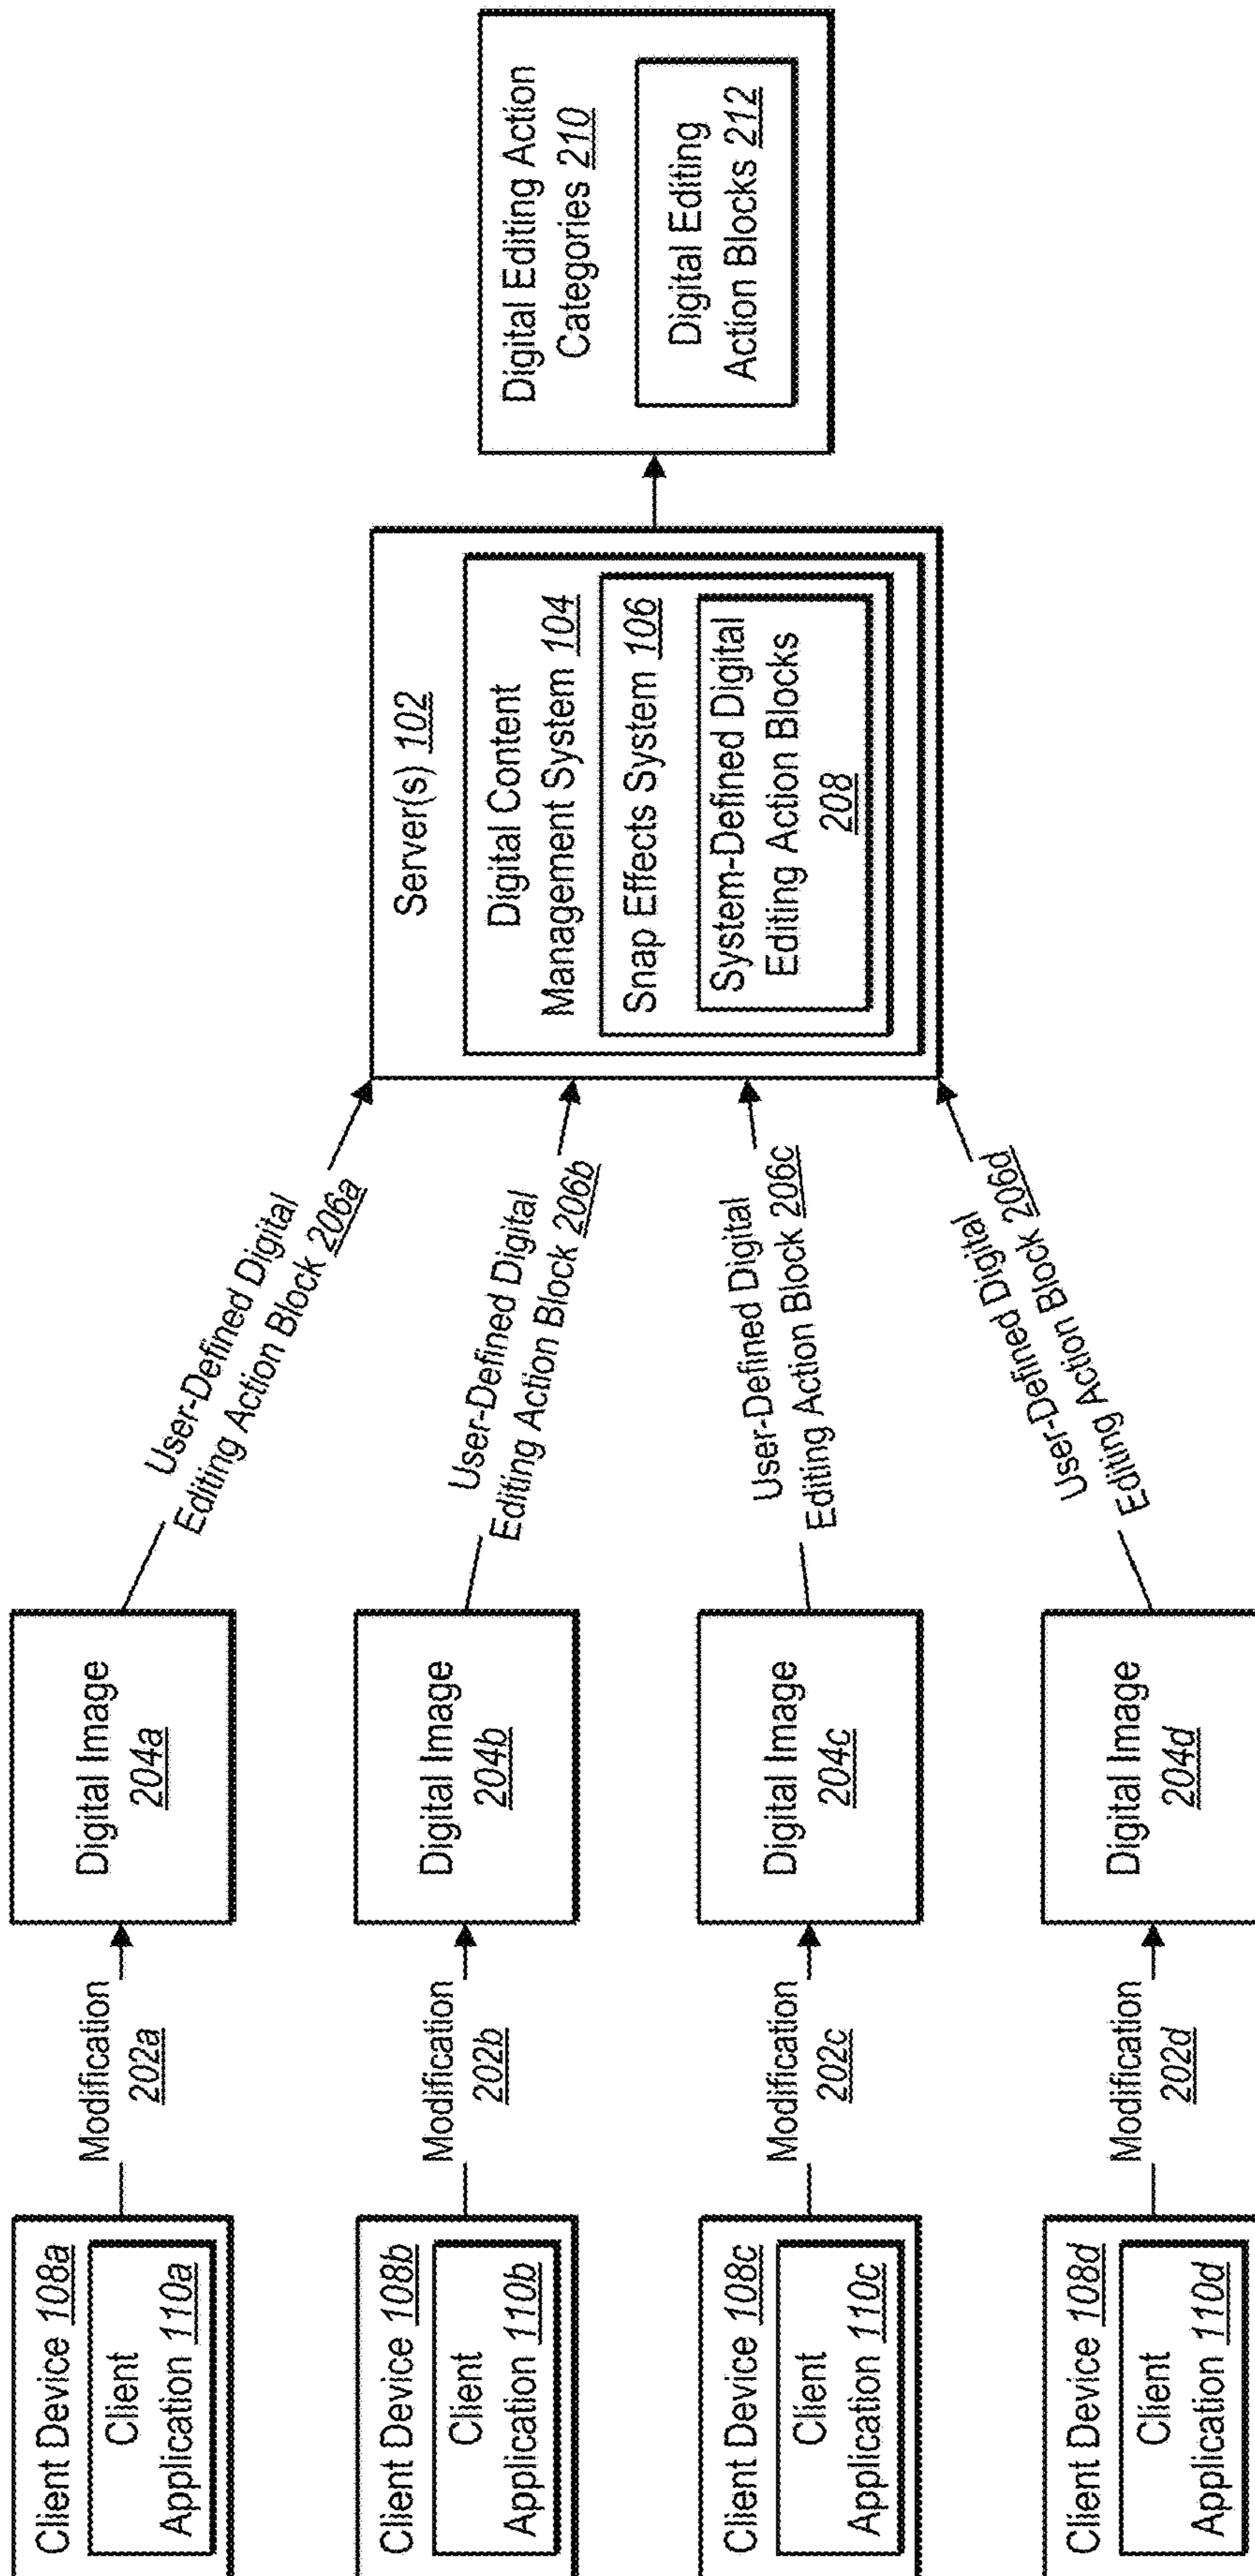 Client Device 108a
Client
Application 110a
Modification
202a
Digital Image
204a
User-Defined Digital
Editing Action Block 206a
Client Device 108b
Client
Application 110b
Modification
202b
Digital Image
204b
User-Defined Digital
Editing Action Block 206b
Client Device 108c
Client
Application 110c
Modification
202c
Digital Image
204c
User-Defined Digital
Editing Action Block 206c
Client Device 108d
Client
Application 110d
Modification
202d
Digital Image
204d
User-Defined Digital
Editing Action Block 206d
Server(s) 102
Digital Content
Management System 104
Snap Effects System 106
System-Defined Digital
Editing Action Blocks
208
Digital Editing Action
Categories 210
Digital Editing
Action Blocks 212